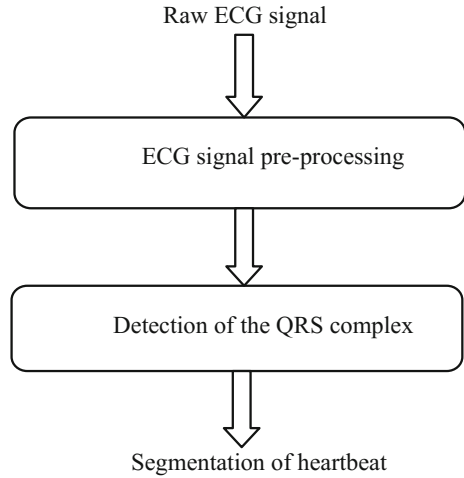 Raw ECG signal
ECG signal pre-processing
Detection of the QRS complex
Segmentation of heartbeat